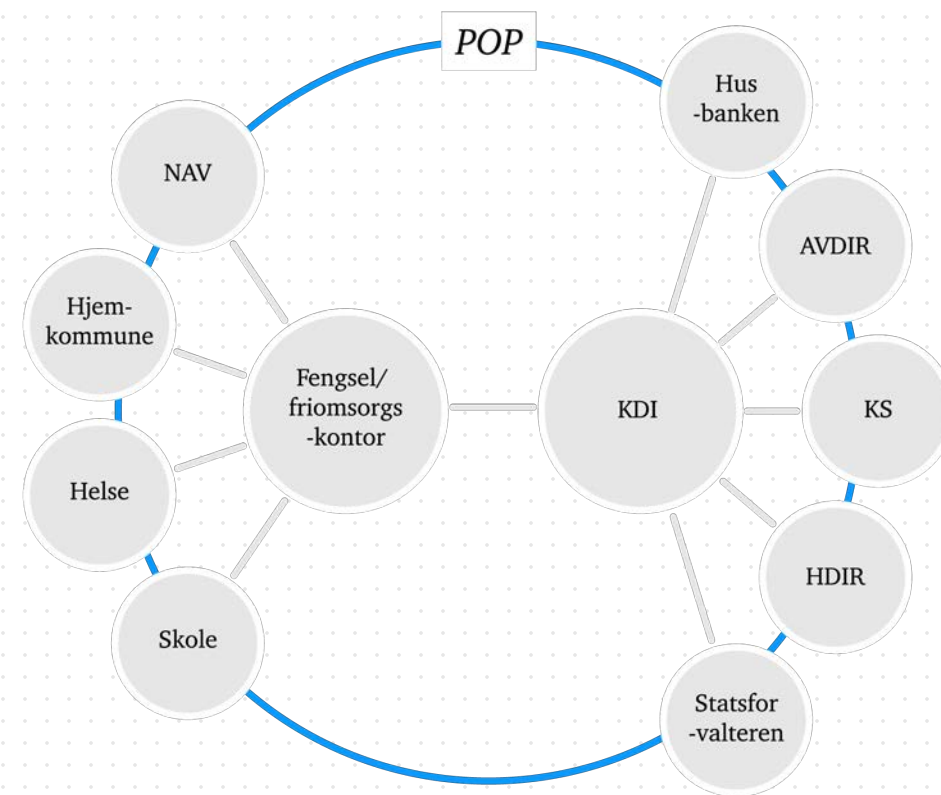 POP
Hus
-banken
NAV
AVDIR
Hjem-
kommune
Fengsel/
friomsorgs
-kontor
KDI
KS
Helse
HDIR
Skole
Statsfor
-valteren